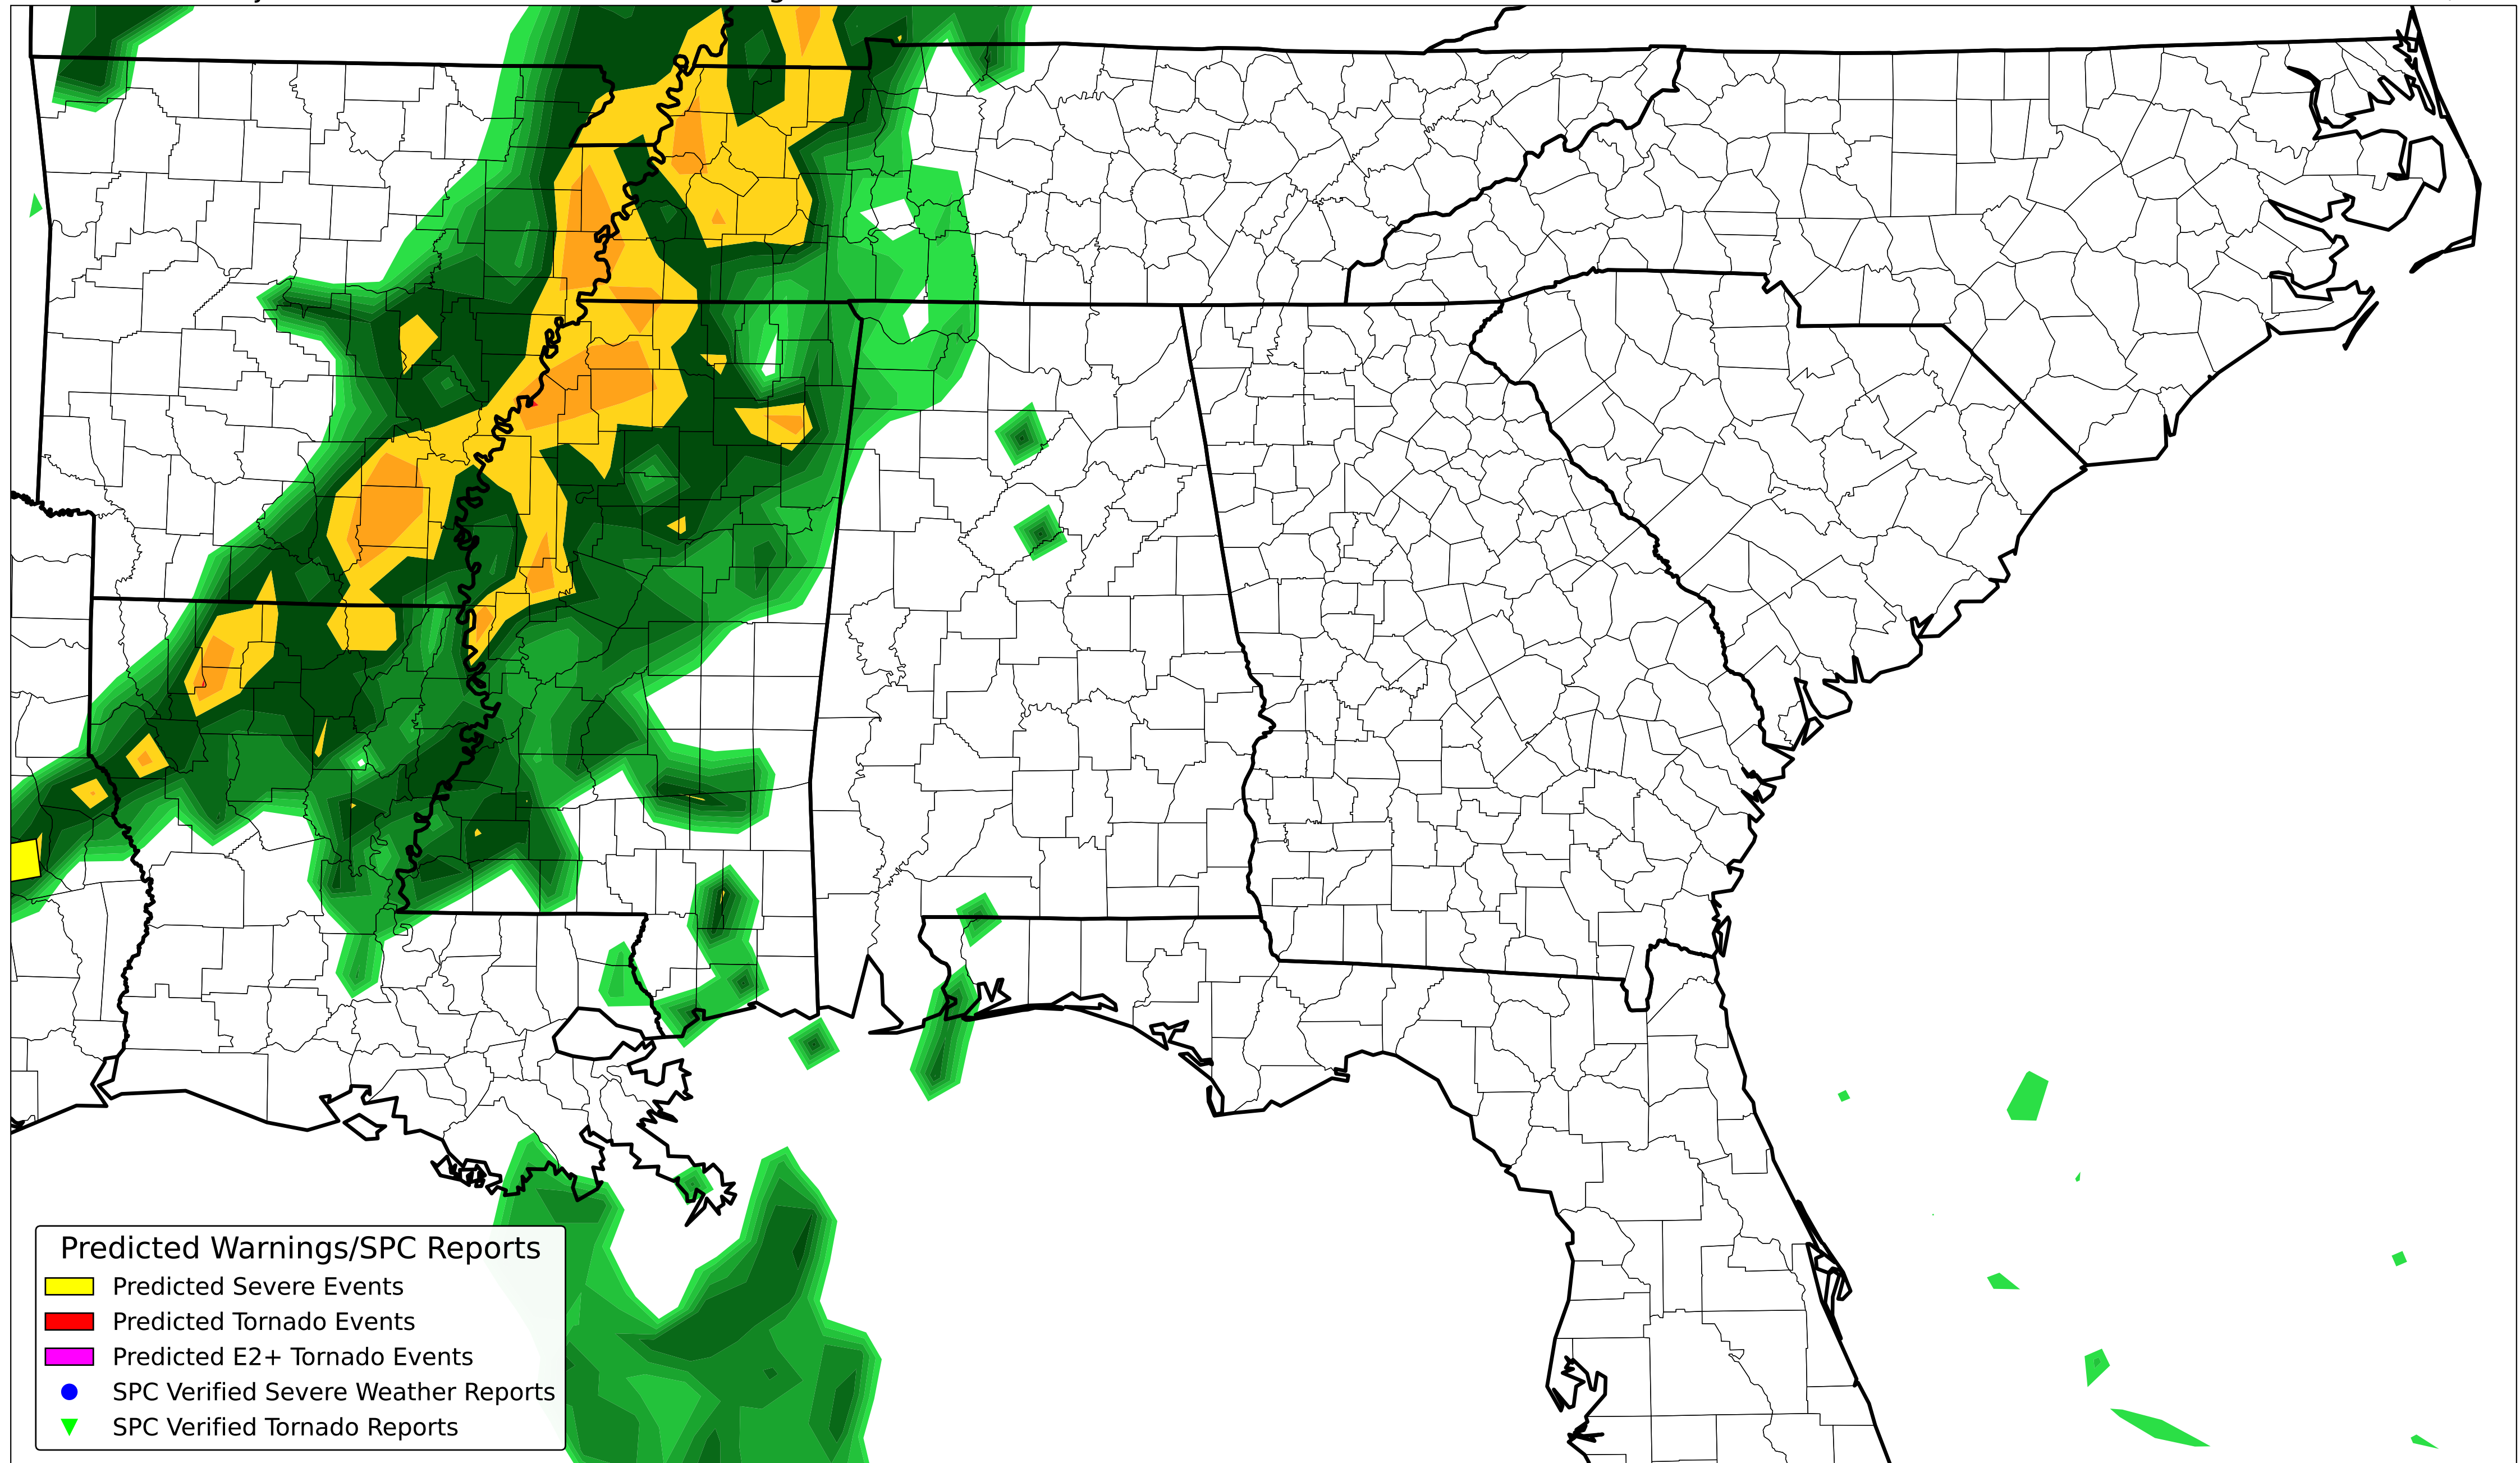 Predicted Warnings/SPC Reports
Predicted Severe Events
Predicted Tornado Events
Predicted E2+ Tornado Events
SPC Verified Severe Weather Reports
SPC Verified Tornado Reports